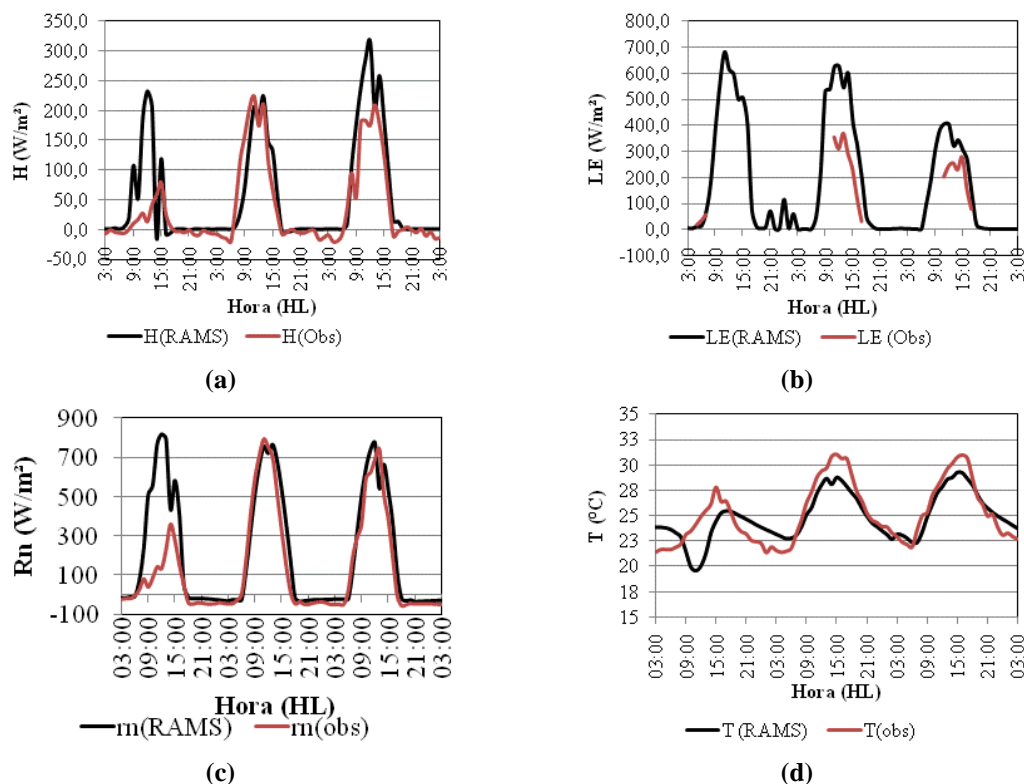 H (W/m²)
350,0
300,0
250,0
200,0
150,0
100,0
50,0
0,0
-50,0
3:00 9:00 15:00 21:00 3:00 9:00 15:00 21:00 3:00 9:00 15:00 21:00 3:00
Hora (HL)
H(RAMS) H(Obs)
(a)
LE (W/m²)
800,0
700,0
600,0
500,0
400,0
300,0
200,0
100,0
0,0
-100,0
3:00 9:00 15:00 21:00 3:00 9:00 15:00 21:00 3:00 9:00 15:00 21:00 3:00
Hora (HL)
LE(RAMS) LE (Obs)
(b)
Rn (W/m²)
900
700
500
300
100
-100
03:00 09:00 15:00 21:00 03:00 09:00 15:00 21:00 03:00 09:00 15:00 21:00 03:00
Hora (HL)
rn(RAMS) rn(obs)
(c)
T (ºC)
35
33
30
28
25
23
20
18
15
03:00 09:00 15:00 21:00 03:00 09:00 15:00 21:00 03:00 09:00 15:00 21:00 03:00
Hora (HL)
T (RAMS) T(obs)
(d)